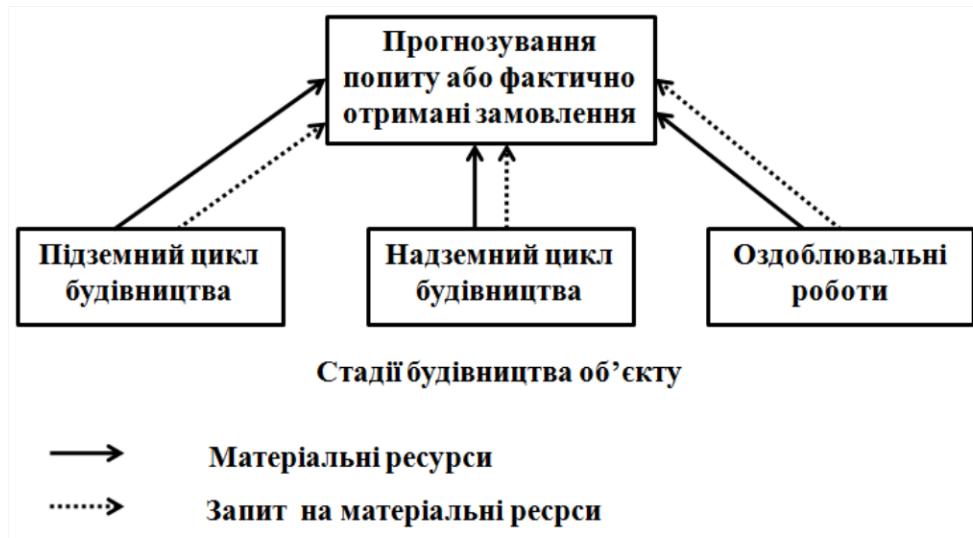 Прогнозування
попиту або фактично
отримані замовлення
Підземний цикл
будівництва
Надземний цикл
будівництва
Оздоблювальні
роботи
Стадії будівництва об’єкту
Матеріальні ресурси
Запит на матеріальні ресрси